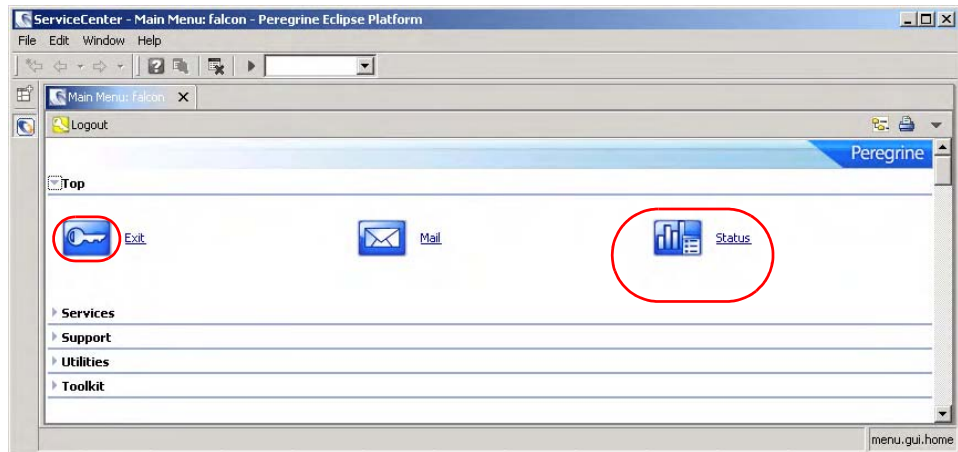 ServiceCenter - Main Menu: falcon - Peregrine Eclipse Platform
File Edit Window Help
Main Menu: falcon
Logout
Peregrine
Top
Exit
Mail
Status
Services
Support
Utilities
Toolkit
menu.gui.home